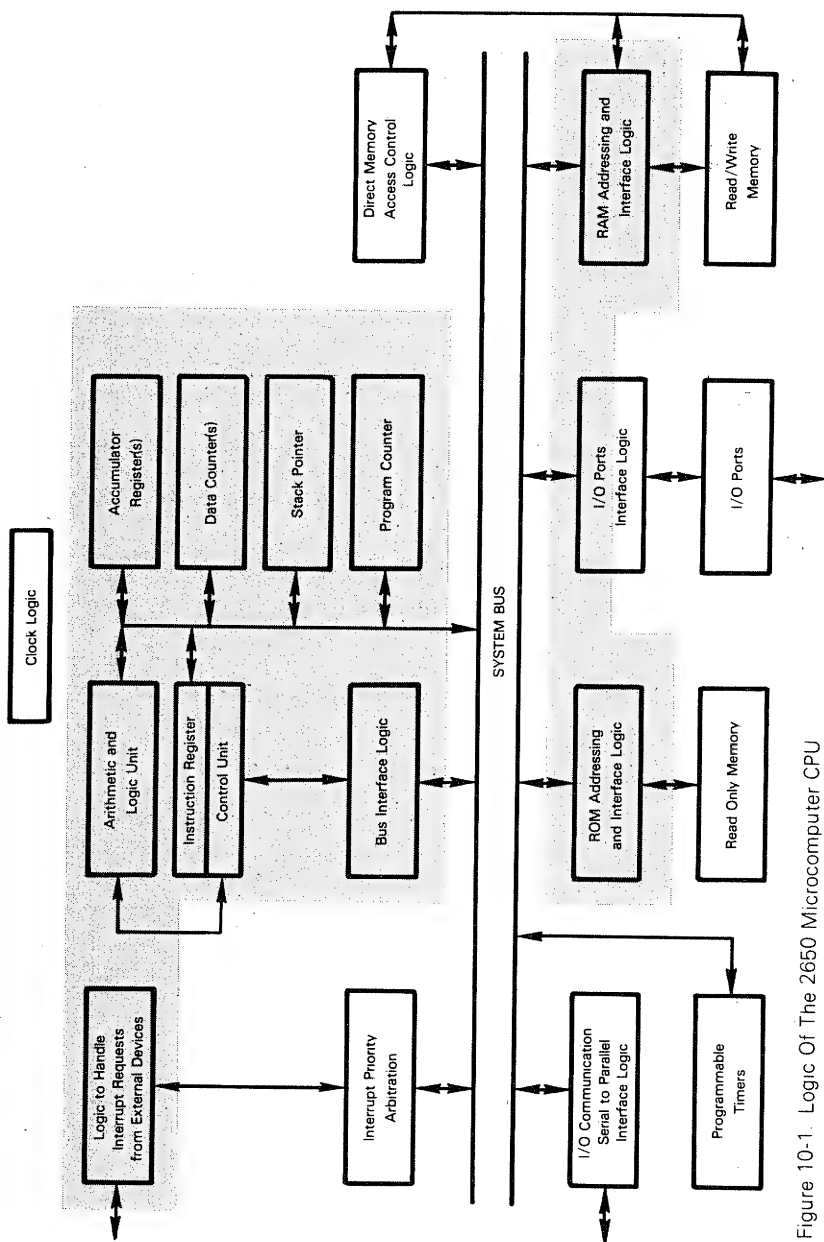 Clock Logic
Logic to Handle
Interrupt Requests
from External Devices
Arithmetic and
Logic Unit
Accumulator
Register(s)
Instruction Register
Control Unit
Data Counter(s)
Stack Pointer
Interrupt Priority
Arbitration
Bus Interface Logic
Program Counter
Direct Memory
Access Control
Logic
SYSTEM BUS
I/O Communication
Serial to Parallel
Interface Logic
ROM Addressing
and Interface Logic
I/O Ports
Interface Logic
RAM Addressing and
Interface Logic
Programmable
Timers
Read Only Memory
I/O Ports
Read/Write
Memory
Figure 10-1. Logic Of The 2650 Microcomputer CPU